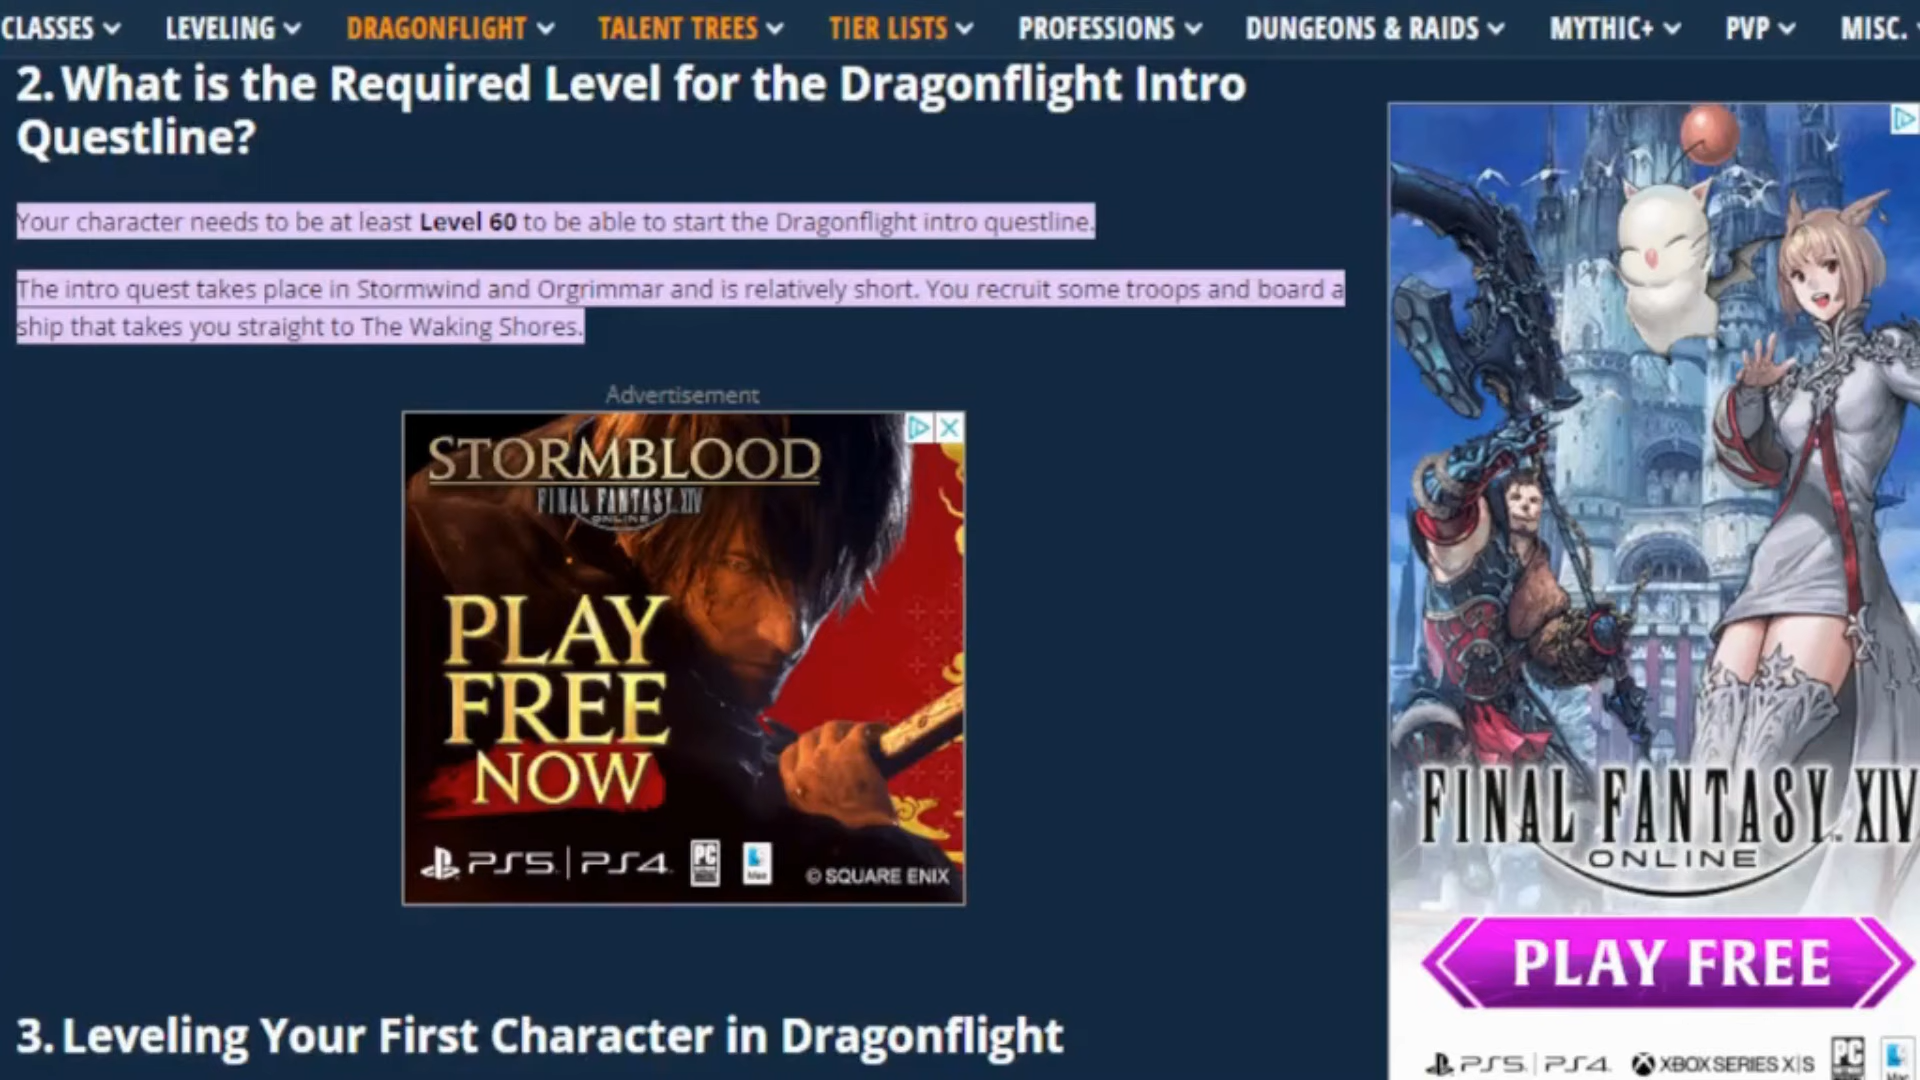 CLASSES LEVELING DRAGONFLIGHT TALENT TREES TIER LISTS PROFESSIONS DUNGEONS & RAIDS MYTHIC+ PVP MISC.
2. What is the Required Level for the Dragonflight Intro
Questline?
Your character needs to be at least Level 60 to be able to start the Dragonflight intro questline.
The intro quest takes place in Stormwind and Orgrimmar and is relatively short. You recruit some troops and board a
ship that takes you straight to The Waking Shores.
Advertisement
STORMBLOOD
FINAL FANTASY XIV
ONLINE
PLAY
FREE
NOW
PS5 | PS4 PC Mac © SQUARE ENIX
3. Leveling Your First Character in Dragonflight
FINAL FANTASY XIV
ONLINE
PLAY FREE
PS5 | PS4 XBOX SERIES X|S PC Mac